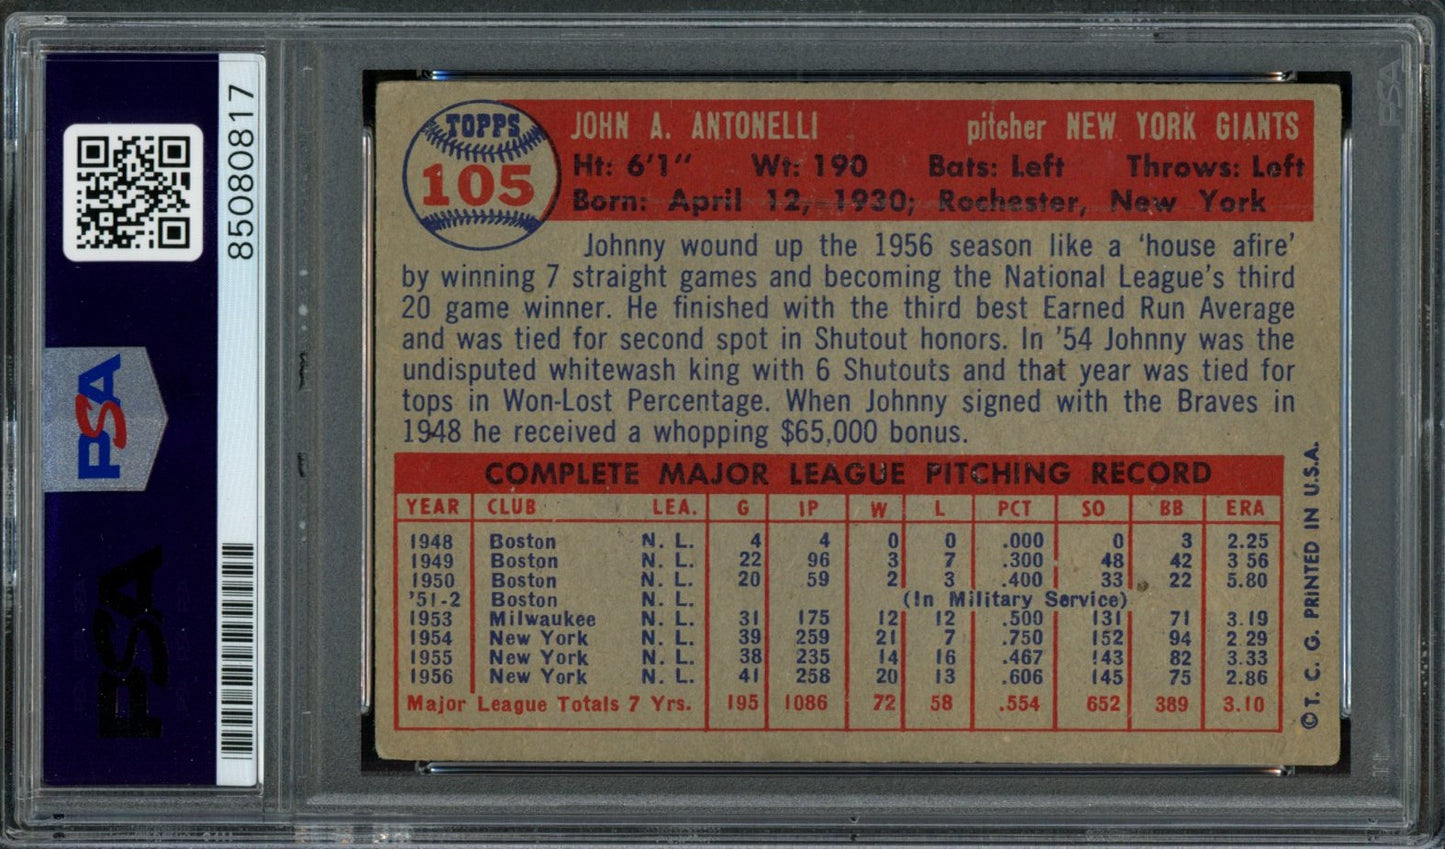 PSA
85080817
PSA
PSA
TOPPS
105
JOHN A. ANTONELLI pitcher NEW YORK GIANTS
Ht: 6'1" Wt: 190 Bats: Left Throws: Left
Born: April 12, 1930; Rochester, New York
Johnny wound up the 1956 season like a 'house afire'
by winning 7 straight games and becoming the National League's third
20 game winner. He finished with the third best Earned Run Average
and was tied for second spot in Shutout honors. In '54 Johnny was the
undisputed whitewash king with 6 Shutouts and that year was tied for
tops in Won-Lost Percentage. When Johnny signed with the Braves in
1948 he received a whopping $65,000 bonus.
COMPLETE MAJOR LEAGUE PITCHING RECORD
YEAR CLUB LEA. G IP W L PCT SO BB ERA
1948 Boston N. L. 4 4 0 0 .000 0 3 2.25
1949 Boston N. L. 22 96 3 7 .300 48 42 3 56
1950 Boston N. L. 20 59 2 3 .400 33 22 5.80
'51-2 Boston N. L. (In Military Service)
1953 Milwaukee N. L. 31 175 12 12 .500 131 71 3.19
1954 New York N. L. 39 259 21 7 .750 152 94 2.29
1955 New York N. L. 38 235 14 16 .467 143 82 3.33
1956 New York N. L. 41 258 20 13 .606 145 75 2.86
Major League Totals 7 Yrs. 195 1086 72 58 .554 652 389 3.10
©T. C. G. PRINTED IN U.S.A.
PSA